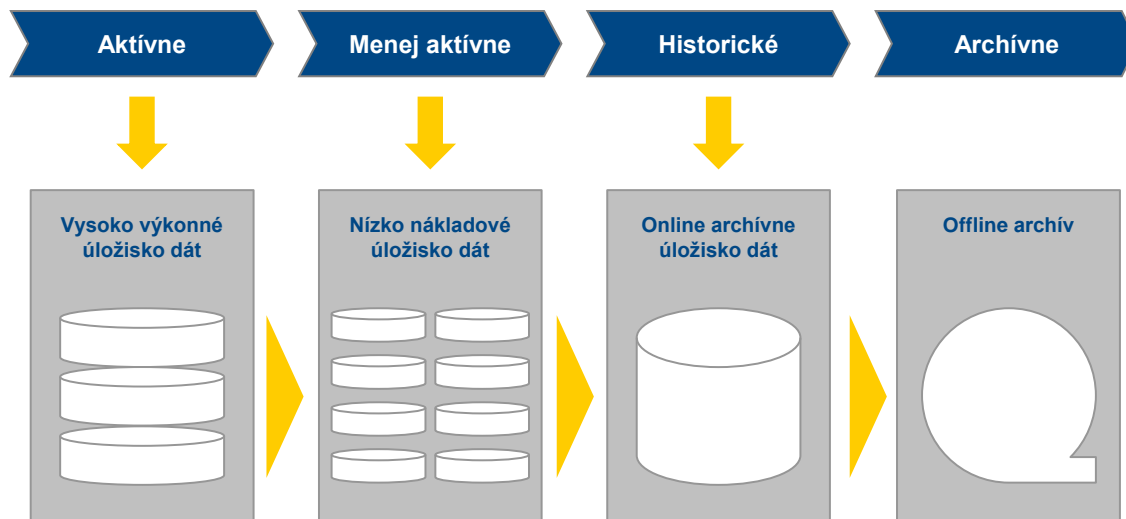 Aktívne
Menej aktívne
Historické
Archívne
Vysoko výkonné
úložisko dát
Nízko nákladové
úložisko dát
Online archívne
úložisko dát
Offline archív